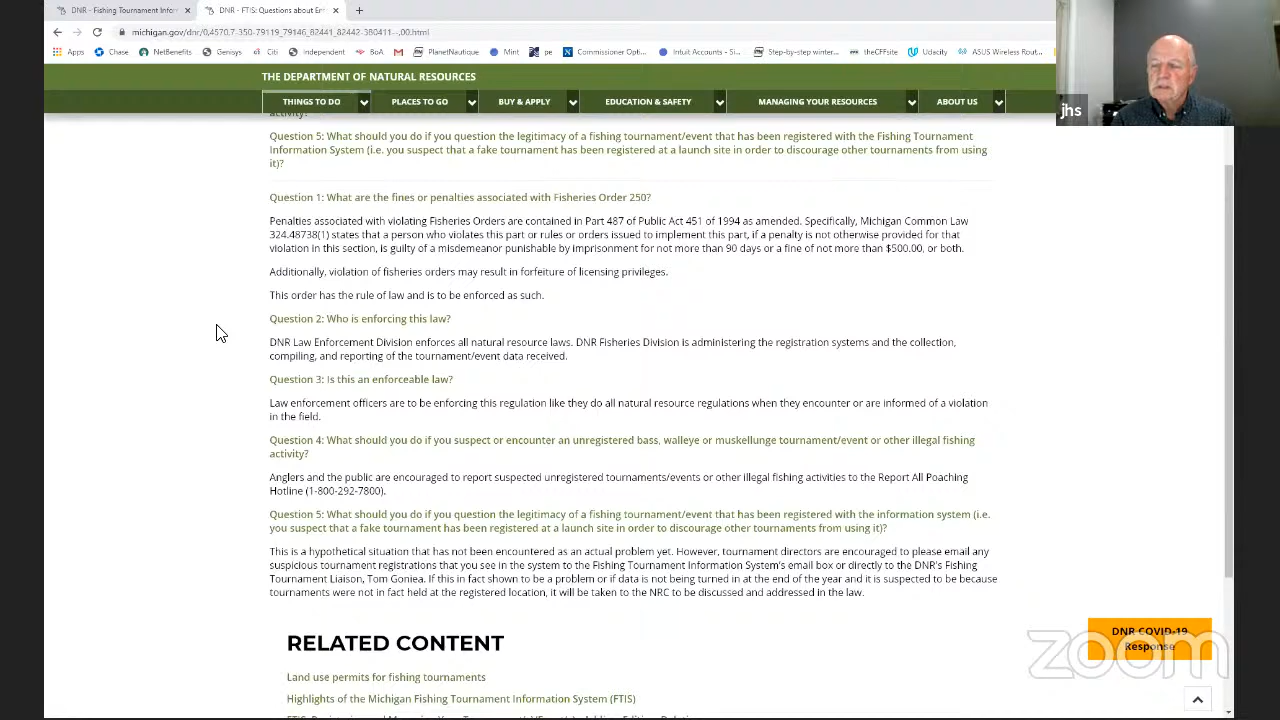 DNR - Fishing Tournament Infor
DNR - FTIS: Questions about En
michigan.gov/dnr/0,4570,7-350-79119_79146_82441_82442-380411--,00.html
Apps Chase NetBenefits Genisys Citi Independent BoA PlanetNautique Mint pe Commissioner Opti... Intuit Accounts - Si... Step-by-step winter... theCFFsite Udacity ASUS Wireless Rout...
THE DEPARTMENT OF NATURAL RESOURCES
THINGS TO DO PLACES TO GO BUY & APPLY EDUCATION & SAFETY MANAGING YOUR RESOURCES ABOUT US
jhs
activity?
Question 5: What should you do if you question the legitimacy of a fishing tournament/event that has been registered with the Fishing Tournament
Information System (i.e. you suspect that a fake tournament has been registered at a launch site in order to discourage other tournaments from using
it)?
Question 1: What are the fines or penalties associated with Fisheries Order 250?
Penalties associated with violating Fisheries Orders are contained in Part 487 of Public Act 451 of 1994 as amended. Specifically, Michigan Common Law
324.48738(1) states that a person who violates this part or rules or orders issued to implement this part, if a penalty is not otherwise provided for that
violation in this section, is guilty of a misdemeanor punishable by imprisonment for not more than 90 days or a fine of not more than $500.00, or both.
Additionally, violation of fisheries orders may result in forfeiture of licensing privileges.
This order has the rule of law and is to be enforced as such.
Question 2: Who is enforcing this law?
DNR Law Enforcement Division enforces all natural resource laws. DNR Fisheries Division is administering the registration systems and the collection,
compiling, and reporting of the tournament/event data received.
Question 3: Is this an enforceable law?
Law enforcement officers are to be enforcing this regulation like they do all natural resource regulations when they encounter or are informed of a violation
in the field.
Question 4: What should you do if you suspect or encounter an unregistered bass, walleye or muskellunge tournament/event or other illegal fishing
activity?
Anglers and the public are encouraged to report suspected unregistered tournaments/events or other illegal fishing activities to the Report All Poaching
Hotline (1-800-292-7800).
Question 5: What should you do if you question the legitimacy of a fishing tournament/event that has been registered with the information system (i.e.
you suspect that a fake tournament has been registered at a launch site in order to discourage other tournaments from using it)?
This is a hypothetical situation that has not been encountered as an actual problem yet. However, tournament directors are encouraged to please email any
suspicious tournament registrations that you see in the system to the Fishing Tournament Information System's email box or directly to the DNR's Fishing
Tournament Liaison, Tom Goniea. If this in fact shown to be a problem or if data is not being turned in at the end of the year and it is suspected to be because
tournaments were not in fact held at the registered location, it will be taken to the NRC to be discussed and addressed in the law.
RELATED CONTENT
DNR COVID-19
Response
zoom
Land use permits for fishing tournaments
Highlights of the Michigan Fishing Tournament Information System (FTIS)